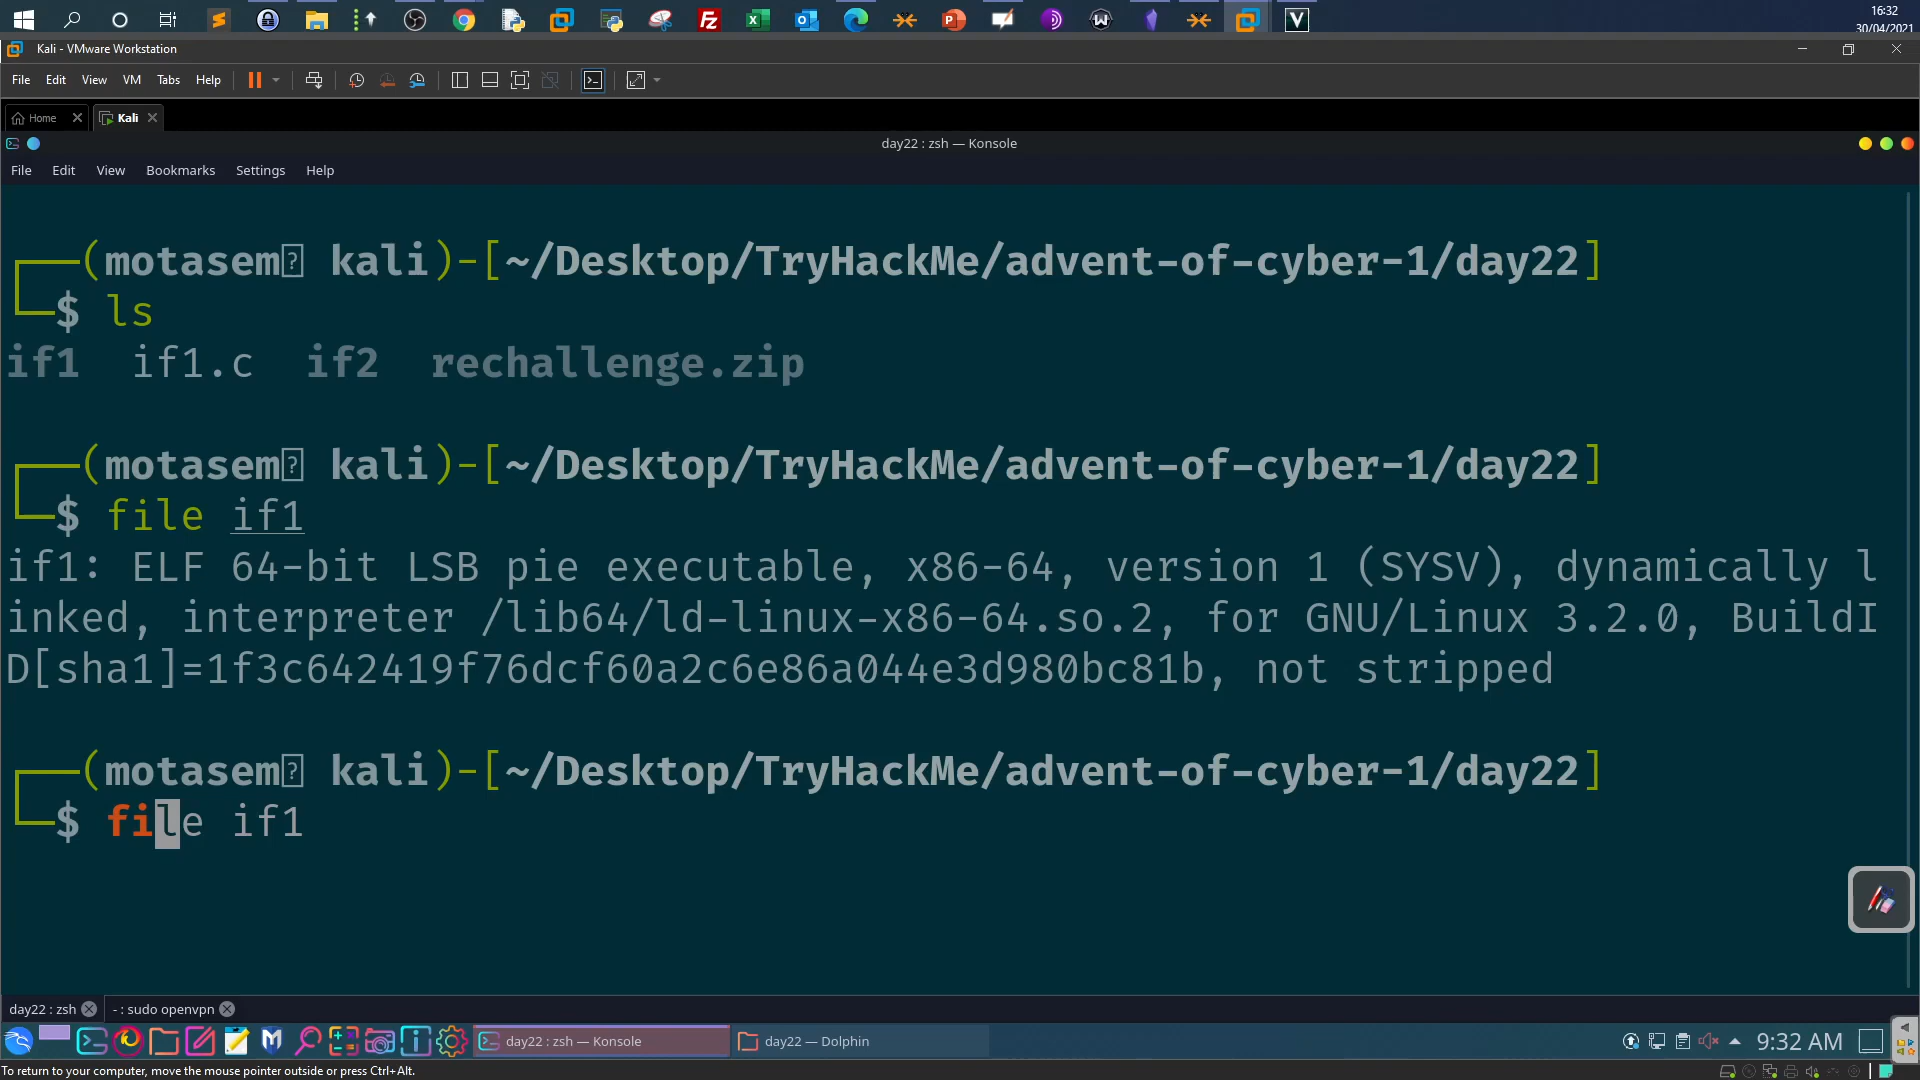 16:32
30/04/2021
Kali - VMware Workstation
File Edit View VM Tabs Help
Home Kali
day22 : zsh — Konsole
File Edit View Bookmarks Settings Help
(motasem kali)-[~/Desktop/TryHackMe/advent-of-cyber-1/day22]
$ ls
if1 if1.c if2 rechallenge.zip
(motasem kali)-[~/Desktop/TryHackMe/advent-of-cyber-1/day22]
$ file if1
if1: ELF 64-bit LSB pie executable, x86-64, version 1 (SYSV), dynamically l
inked, interpreter /lib64/ld-linux-x86-64.so.2, for GNU/Linux 3.2.0, BuildI
D[sha1]=1f3c642419f76dcf60a2c6e86a044e3d980bc81b, not stripped
(motasem kali)-[~/Desktop/TryHackMe/advent-of-cyber-1/day22]
$ file if1
day22 : zsh - : sudo openvpn
day22 : zsh — Konsole day22 — Dolphin 9:32 AM
To return to your computer, move the mouse pointer outside or press Ctrl+Alt.